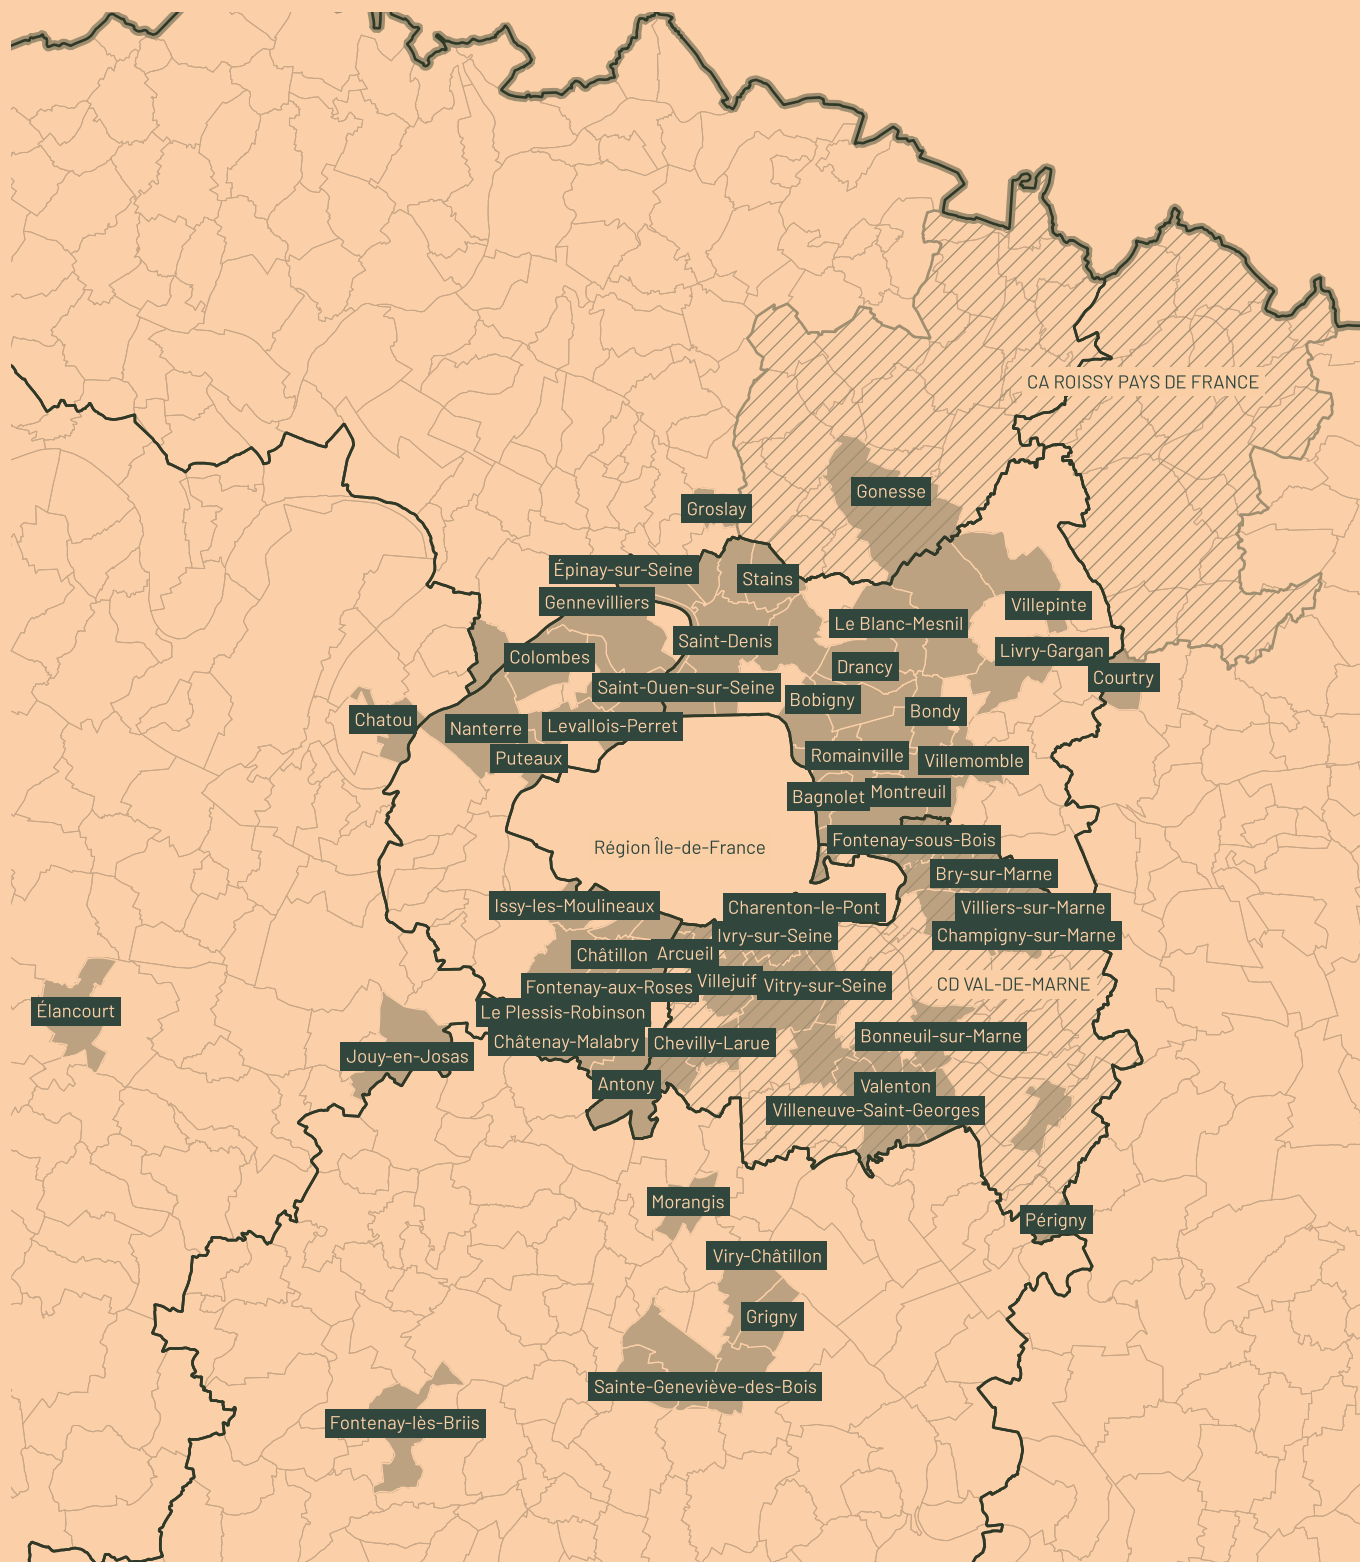 CA ROISSY PAYS DE FRANCE
Gonesse
Groslay
Épinay-sur-Seine
Stains
Gennevilliers
Villepinte
Le Blanc-Mesnil
Saint-Denis
Livry-Gargan
Colombes
Drancy
Courtry
Saint-Ouen-sur-Seine
Bobigny
Bondy
Chatou
Nanterre
Levallois-Perret
Puteaux
Romainville
Villemomble
Bagnolet
Montreuil
Région Île-de-France
Fontenay-sous-Bois
Bry-sur-Marne
Issy-les-Moulineaux
Charenton-le-Pont
Villiers-sur-Marne
Ivry-sur-Seine
Champigny-sur-Marne
Châtillon
Arcueil
Fontenay-aux-Roses
Villejuif
Vitry-sur-Seine
CD VAL-DE-MARNE
Élancourt
Le Plessis-Robinson
Châtenay-Malabry
Chevilly-Larue
Bonneuil-sur-Marne
Jouy-en-Josas
Antony
Valenton
Villeneuve-Saint-Georges
Morangis
Périgny
Viry-Châtillon
Grigny
Sainte-Geneviève-des-Bois
Fontenay-lès-Briis